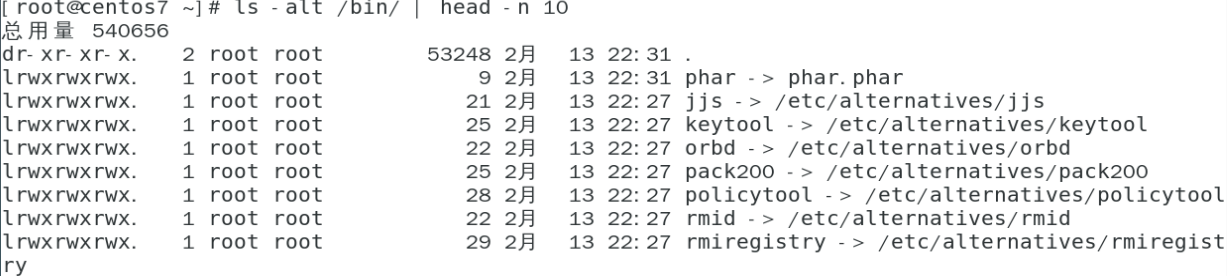 [root@centos7 ~]# ls -alt /bin/ | head -n 10
总用量 540656
dr-xr-xr-x.  2 root root       53248 2月  13 22:31 .
lrwxrwxrwx.  1 root root           9 2月  13 22:31 phar -> phar.phar
lrwxrwxrwx.  1 root root          21 2月  13 22:27 jjs -> /etc/alternatives/jjs
lrwxrwxrwx.  1 root root          25 2月  13 22:27 keytool -> /etc/alternatives/keytool
lrwxrwxrwx.  1 root root          22 2月  13 22:27 orbd -> /etc/alternatives/orbd
lrwxrwxrwx.  1 root root          25 2月  13 22:27 pack200 -> /etc/alternatives/pack200
lrwxrwxrwx.  1 root root          28 2月  13 22:27 policytool -> /etc/alternatives/policytool
lrwxrwxrwx.  1 root root          22 2月  13 22:27 rmid -> /etc/alternatives/rmid
lrwxrwxrwx.  1 root root          29 2月  13 22:27 rmiregistry -> /etc/alternatives/rmiregist
ry